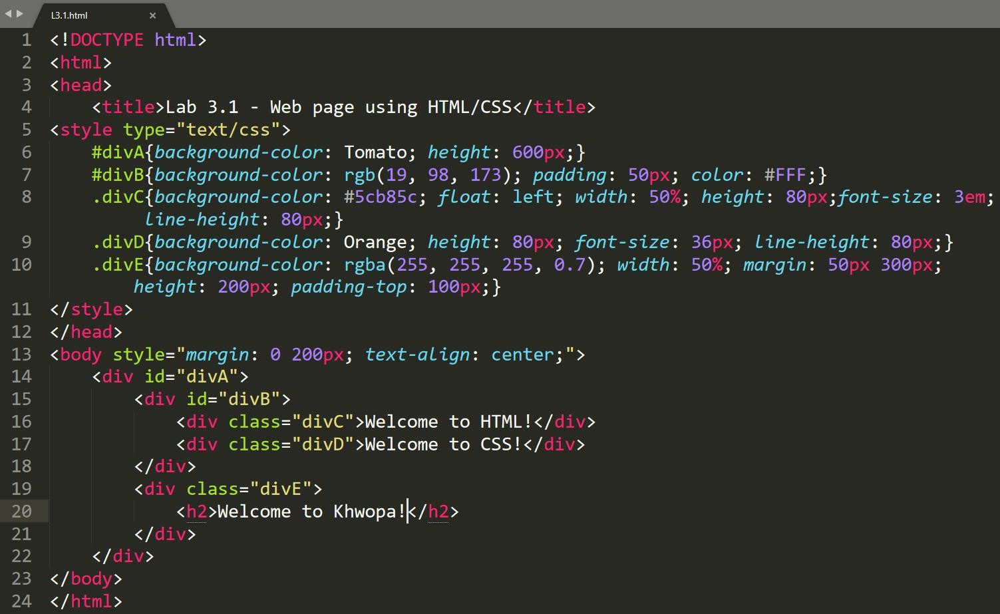 L3.1.html ×
1 <!DOCTYPE html>
2 <html>
3 <head>
4     <title>Lab 3.1 - Web page using HTML/CSS</title>
5 <style type="text/css">
6     #divA{background-color: Tomato; height: 600px;}
7     #divB{background-color: rgb(19, 98, 173); padding: 50px; color: #FFF;}
8     .divC{background-color: #5cb85c; float: left; width: 50%; height: 80px;font-size: 3em;
         line-height: 80px;}
9     .divD{background-color: Orange; height: 80px; font-size: 36px; line-height: 80px;}
10     .divE{background-color: rgba(255, 255, 255, 0.7); width: 50%; margin: 50px 300px;
        height: 200px; padding-top: 100px;}
11 </style>
12 </head>
13 <body style="margin: 0 200px; text-align: center;">
14     <div id="divA">
15         <div id="divB">
16             <div class="divC">Welcome to HTML!</div>
17             <div class="divD">Welcome to CSS!</div>
18         </div>
19         <div class="divE">
20             <h2>Welcome to Khwopa!</h2>
21         </div>
22     </div>
23 </body>
24 </html>